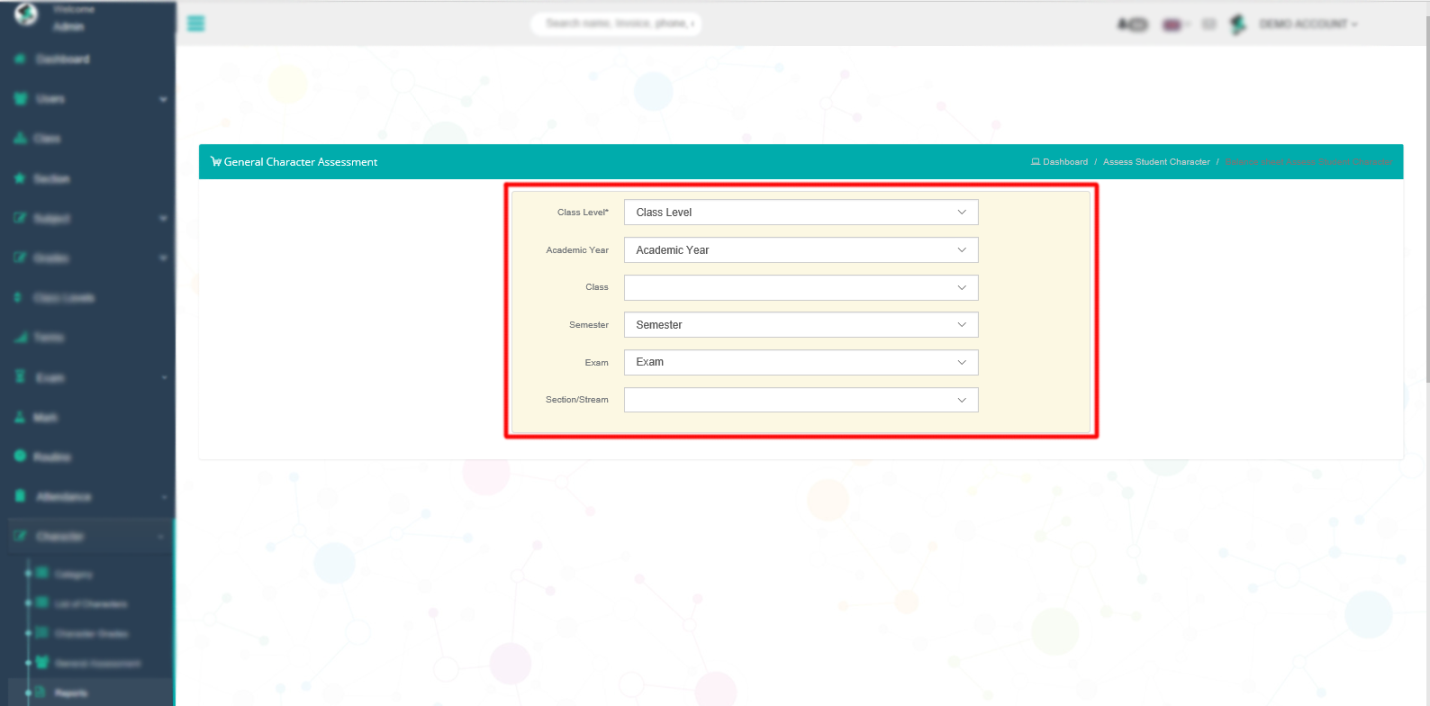 Welcome
Admin
Search name, invoice, phone,
DEMO ACCOUNT
Dashboard
Users
Class
Section
Subject
Grades
Class Levels
Terms
Exam
Mark
Routine
Attendance
Character
Category
List of Characters
Character Grades
General Assessment
Reports
General Character Assessment
Dashboard / Assess Student Character /
Class Level* Class Level
Academic Year Academic Year
Class
Semester Semester
Exam Exam
Section/Stream